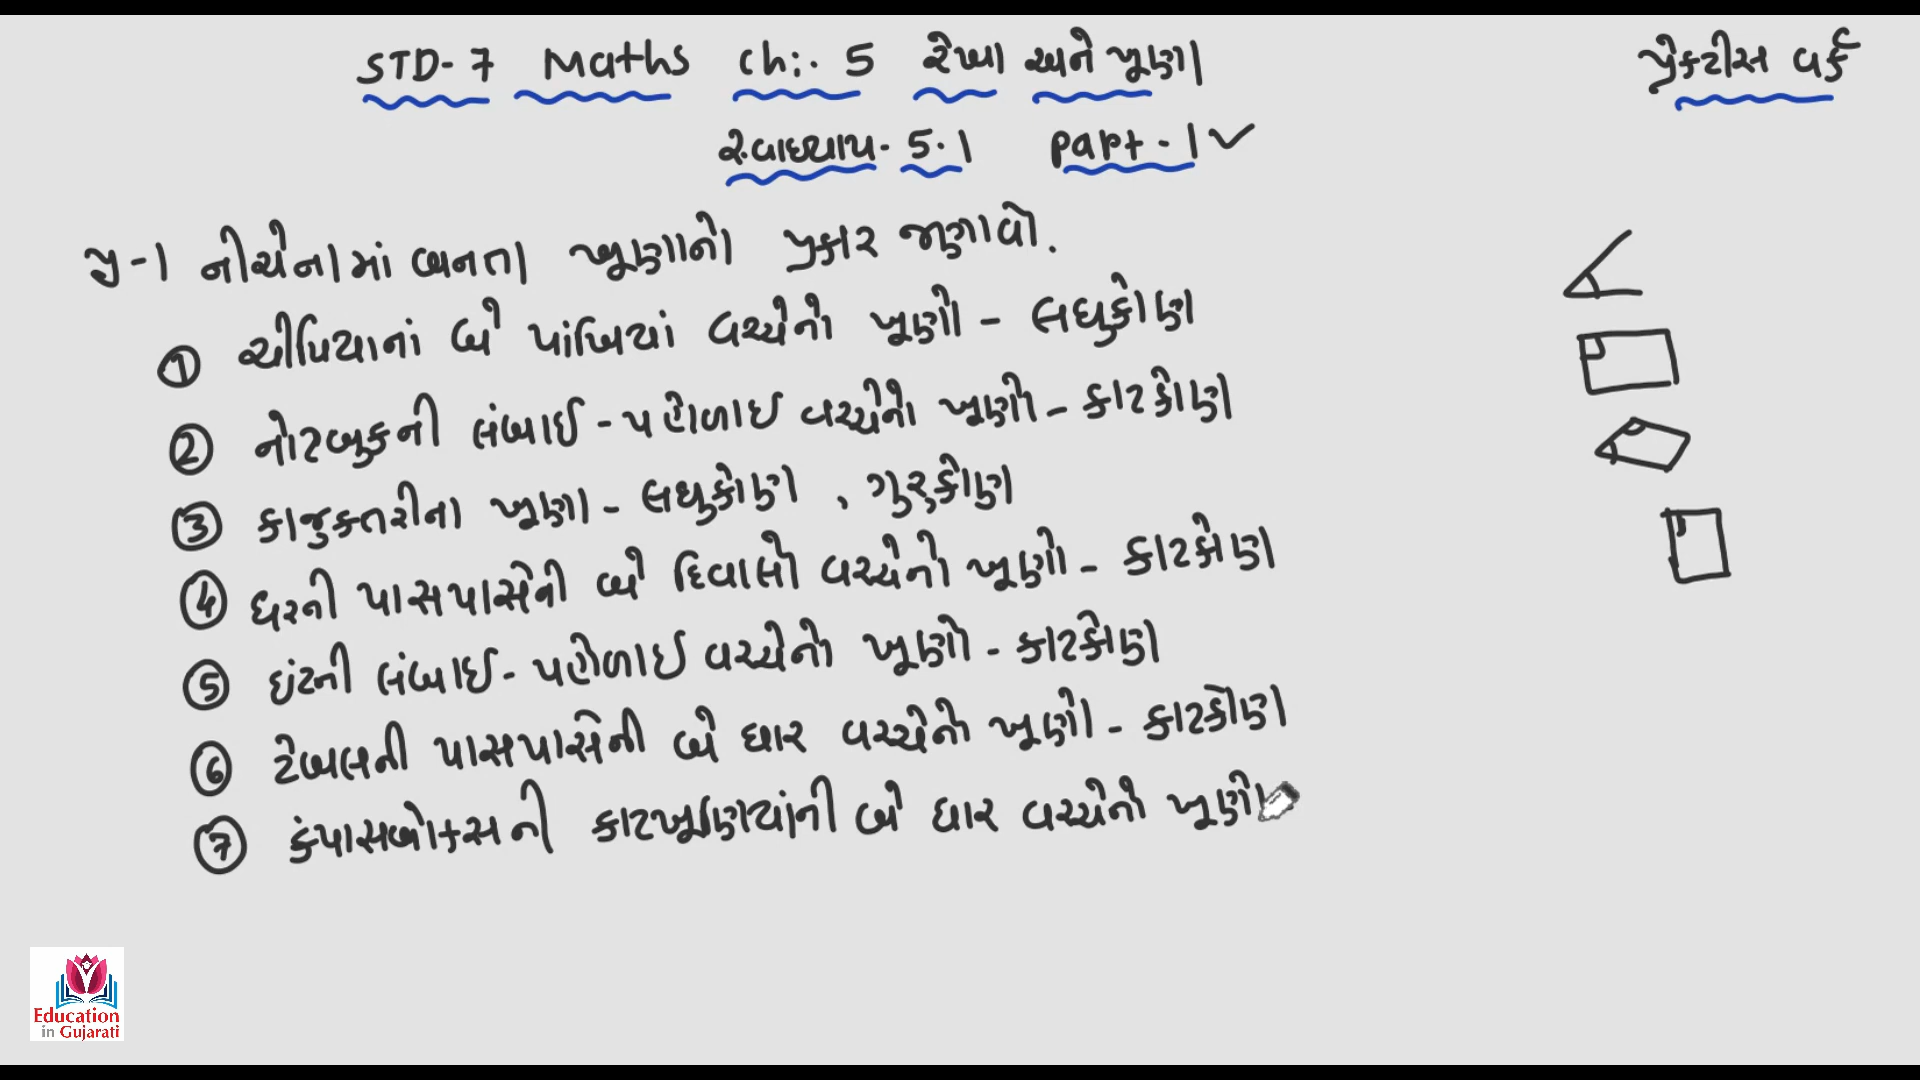 STD-7 Maths Ch:. 5 રેખા અને ખૂણા
પ્રેકટીસ વર્ક
સ્વાધ્યાય- 5.1 Part-1 ✓
પ્ર-1 નીચેનામાં બનતા ખૂણાનો પ્રકાર જણાવો.
① ચીપિયાનાં બે પાંખિયાં વચ્ચેનો ખૂણો - લઘુકોણ
② નોટબુકની લંબાઈ - પહોળાઈ વચ્ચેનો ખૂણો - કાટકોણ
③ કાજુકતરીના ખૂણા - લઘુકોણ , ગુરુકોણ
④ ઘરની પાસપાસેની બે દિવાલો વચ્ચેનો ખૂણો - કાટકોણ
⑤ ઇંટની લંબાઈ - પહોળાઈ વચ્ચેનો ખૂણો - કાટકોણ
⑥ ટેબલની પાસપાસેની બે ધાર વચ્ચેનો ખૂણો - કાટકોણ
⑦ કંપાસબોક્સ ની કાટખૂણિયાંની બે ધાર વચ્ચેનો ખૂણો
Education
in Gujarati